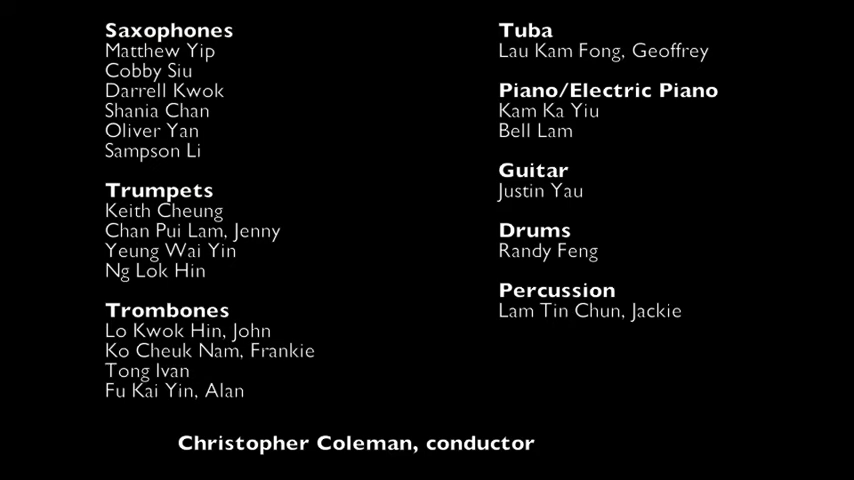 Saxophones
Matthew Yip
Cobby Siu
Darrell Kwok
Shania Chan
Oliver Yan
Sampson Li
Trumpets
Keith Cheung
Chan Pui Lam, Jenny
Yeung Wai Yin
Ng Lok Hin
Trombones
Lo Kwok Hin, John
Ko Cheuk Nam, Frankie
Tong Ivan
Fu Kai Yin, Alan
Tuba
Lau Kam Fong, Geoffrey
Piano/Electric Piano
Kam Ka Yiu
Bell Lam
Guitar
Justin Yau
Drums
Randy Feng
Percussion
Lam Tin Chun, Jackie
Christopher Coleman, conductor